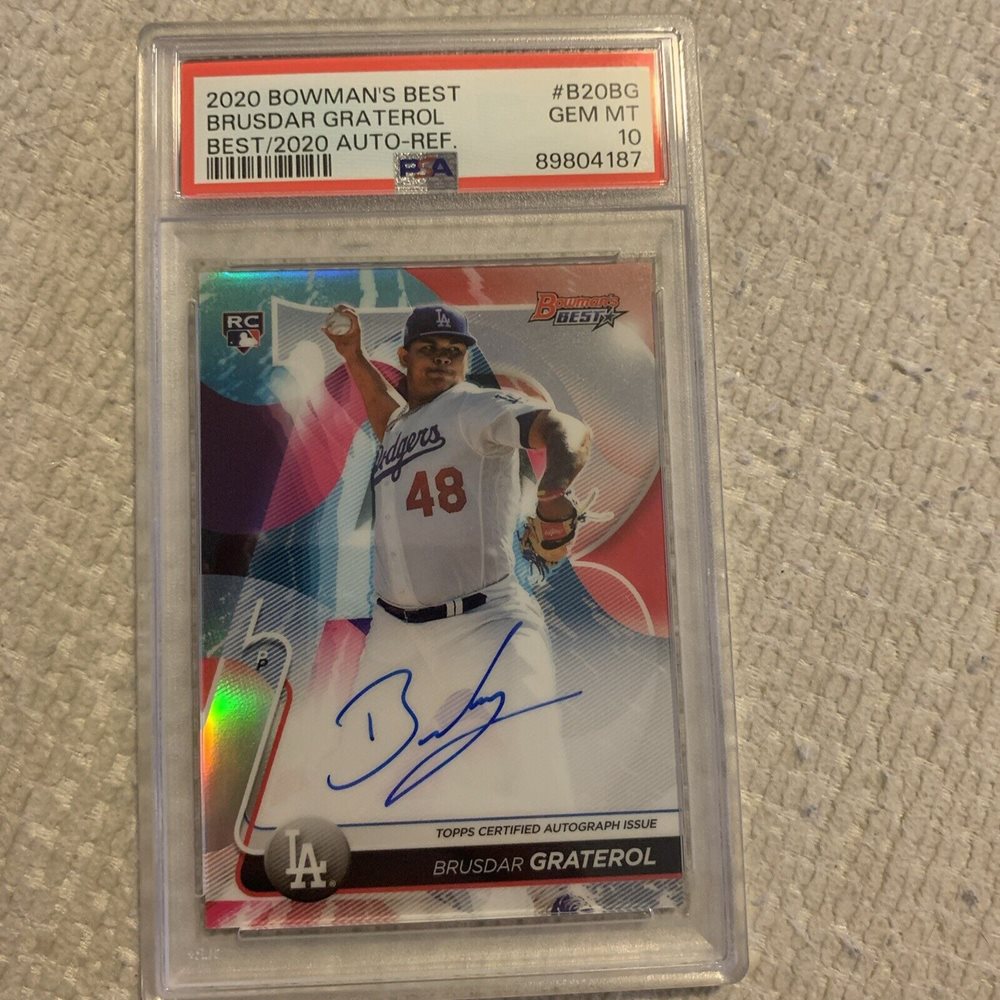 2020 BOWMAN'S BEST #B20BG
BRUSDAR GRATEROL GEM MT
BEST/2020 AUTO-REF. 10
PSA 89804187
RC
Bowman's
BEST
LA
Dodgers
48
P
TOPPS CERTIFIED AUTOGRAPH ISSUE
LA
BRUSDAR GRATEROL